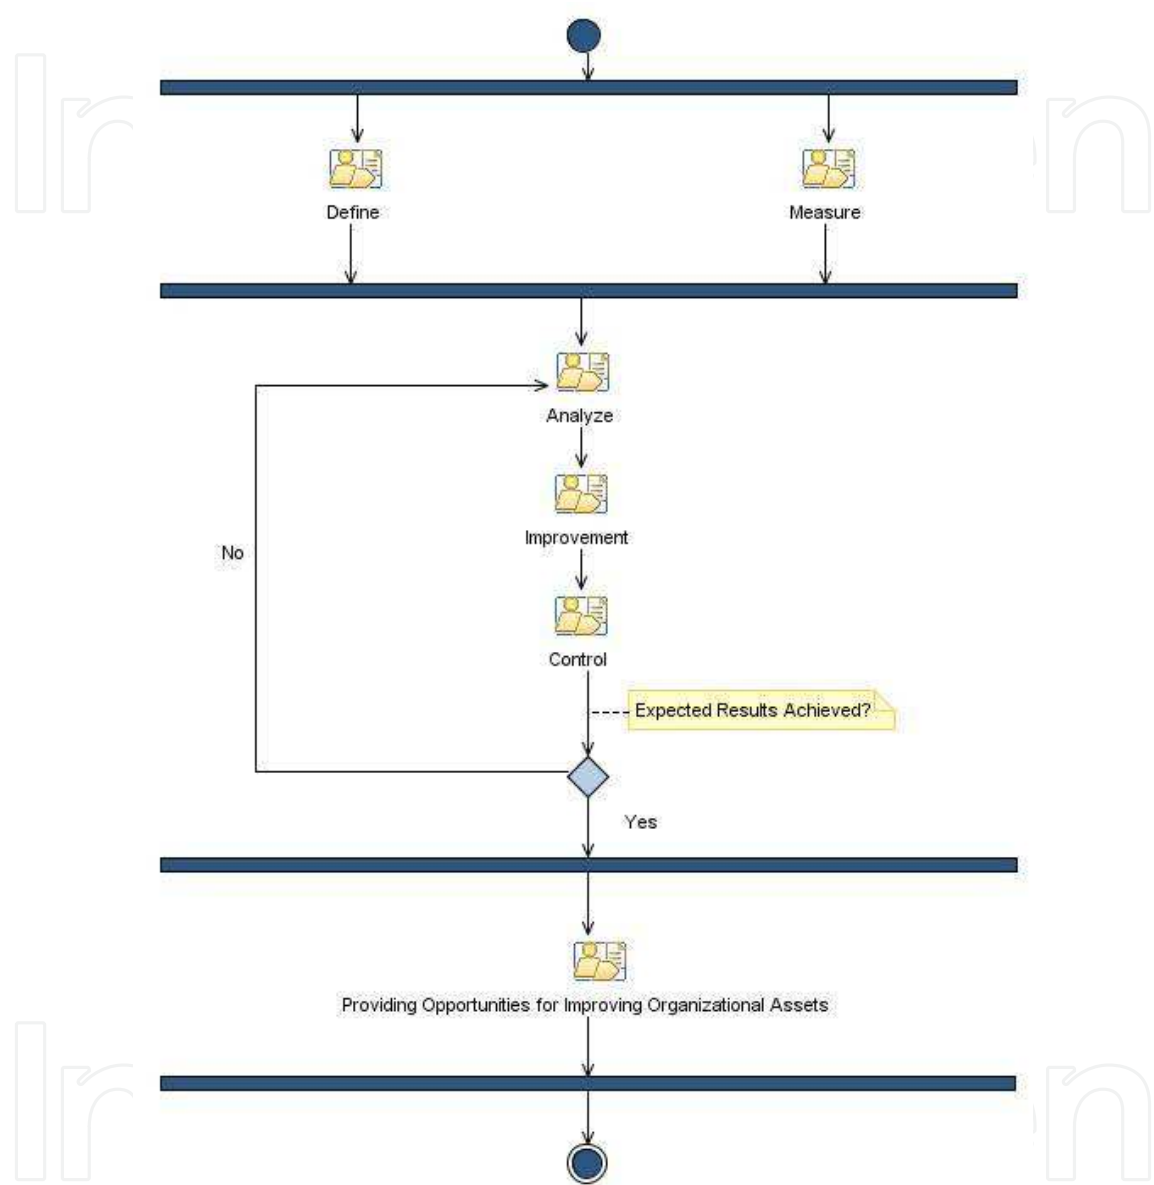 Define
Measure
Analyze
Improvement
No
Control
Expected Results Achieved?
Yes
Providing Opportunities for Improving Organizational Assets